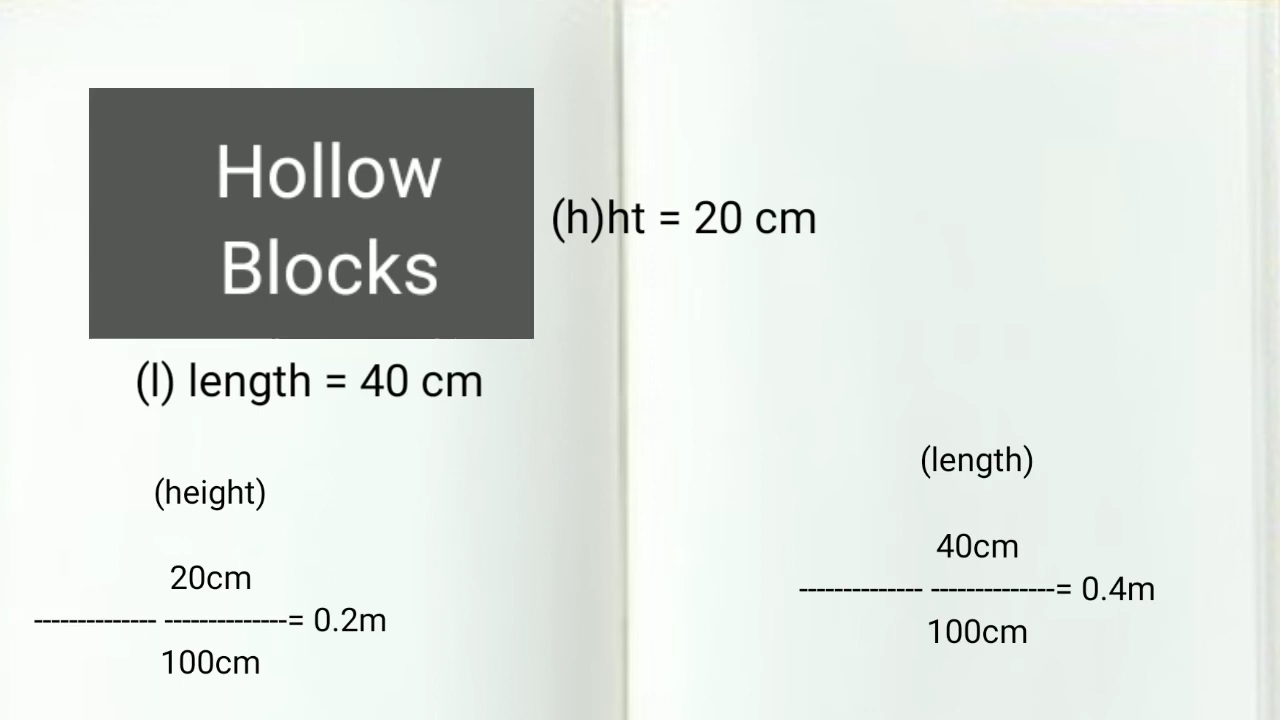 Hollow
Blocks
(h)ht = 20 cm
(l) length = 40 cm
(height)
20cm
-------------- --------------= 0.2m
100cm
(length)
40cm
-------------- --------------= 0.4m
100cm